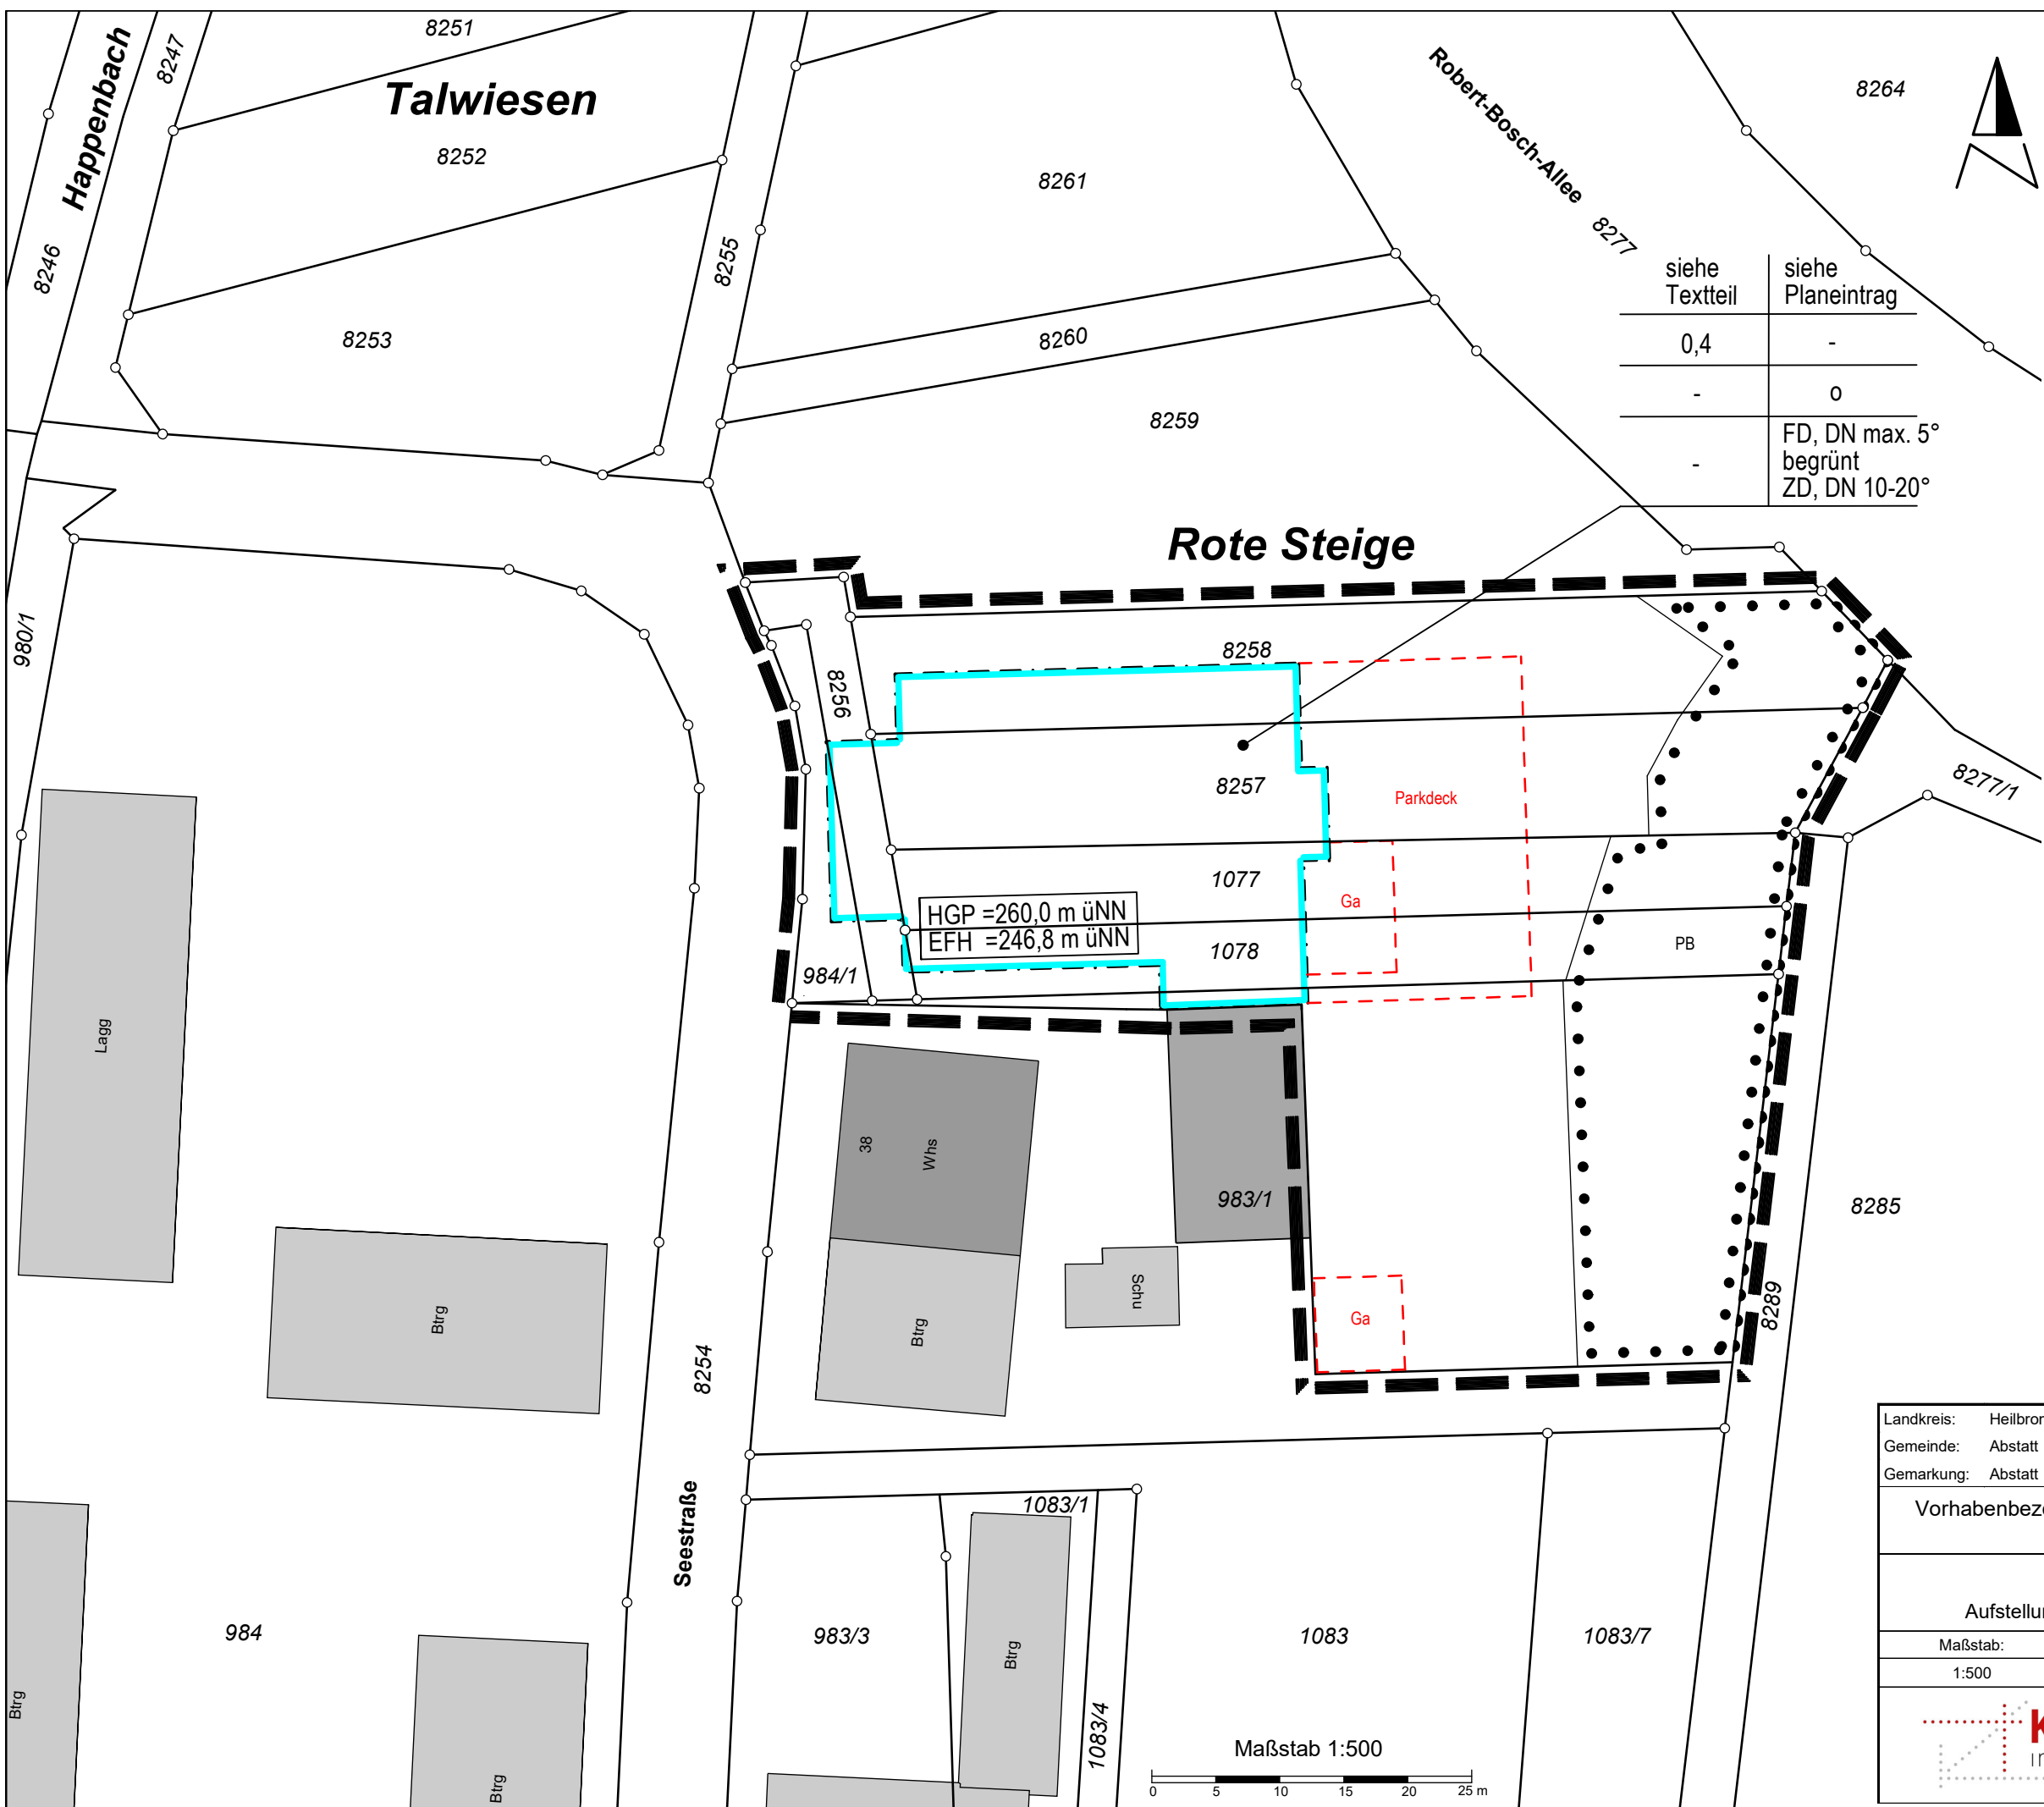 8251
8247
Happenbach
Talwiesen
8252
8246
8253
8255
8261
8260
8259
Robert-Bosch-Allee
8277
8264
siehe
Textteil
siehe
Planeintrag
0,4
-
-
o
-
FD, DN max. 5°
begrünt
ZD, DN 10-20°
Rote Steige
980/1
8258
8256
8257
Parkdeck
8277/1
1077
Ga
HGP =260,0 m üNN
EFH =246,8 m üNN
1078
PB
984/1
Lagg
38
Whs
983/1
8285
Schu
Btrg
Btrg
Ga
8289
8254
Seestraße
1083/1
984
983/3
Btrg
1083
1083/7
1083/4
Btrg
Btrg
Maßstab 1:500
0 5 10 15 20 25 m
Landkreis: Heilbron
Gemeinde: Abstatt
Gemarkung: Abstatt
Vorhabenbez
Aufstellu
Maßstab:
1:500
K